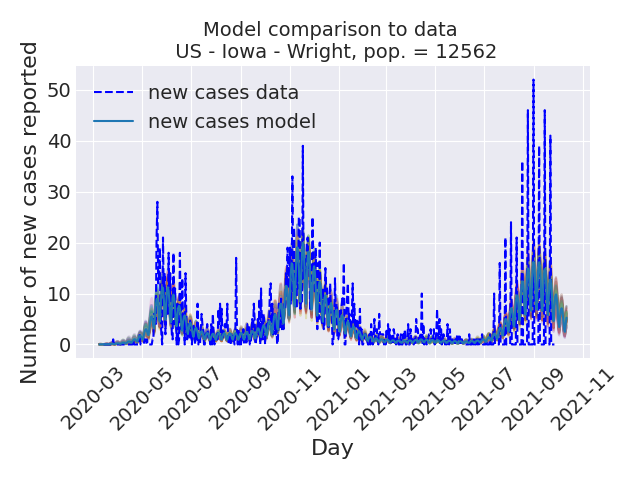 Model comparison to data
US - Iowa - Wright, pop. = 12562
Number of new cases reported
50
40
30
20
10
0
new cases data
new cases model
2020-03
2020-05
2020-07
2020-09
2020-11
2021-01
2021-03
2021-05
2021-07
2021-09
2021-11
Day